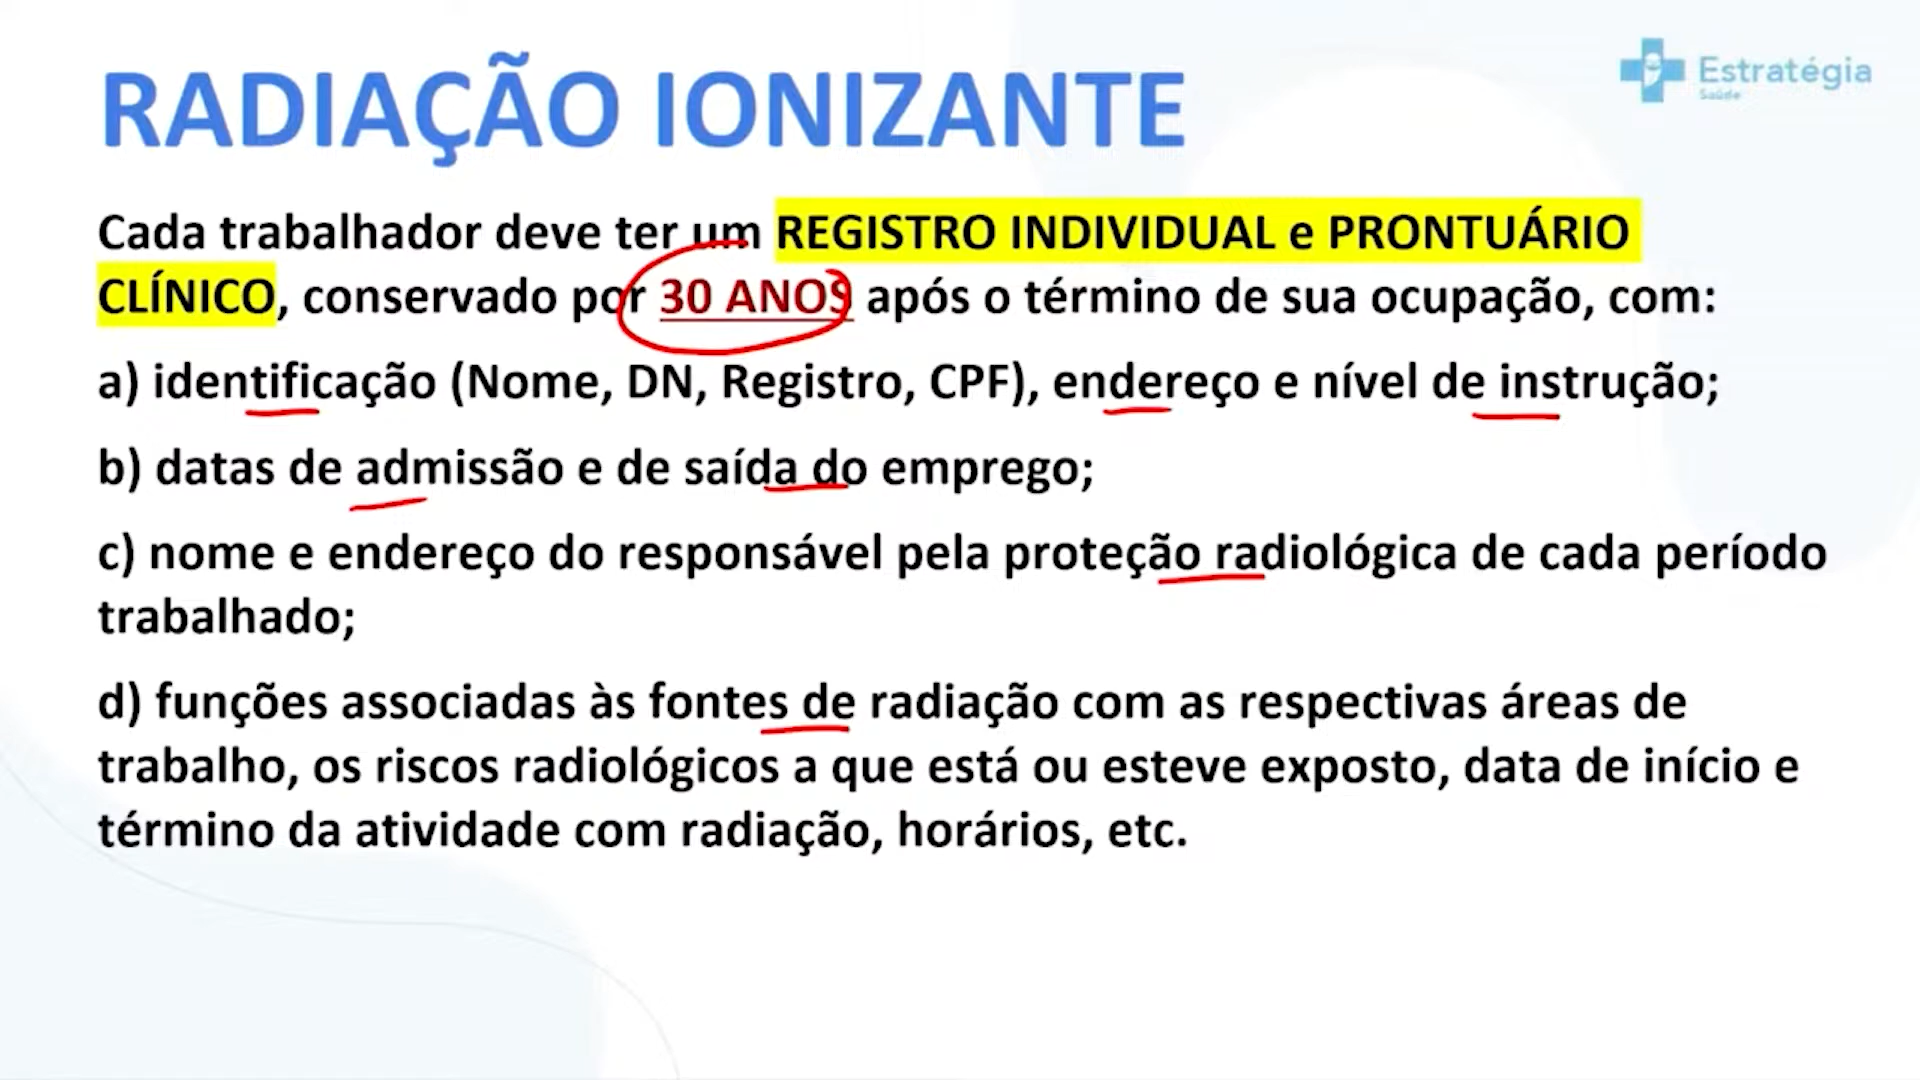 RADIAÇÃO IONIZANTE
Estratégia
Saúde
Cada trabalhador deve ter um REGISTRO INDIVIDUAL e PRONTUÁRIO
CLÍNICO, conservado por 30 ANOS após o término de sua ocupação, com:
a) identificação (Nome, DN, Registro, CPF), endereço e nível de instrução;
b) datas de admissão e de saída do emprego;
c) nome e endereço do responsável pela proteção radiológica de cada período
trabalhado;
d) funções associadas às fontes de radiação com as respectivas áreas de
trabalho, os riscos radiológicos a que está ou esteve exposto, data de início e
término da atividade com radiação, horários, etc.